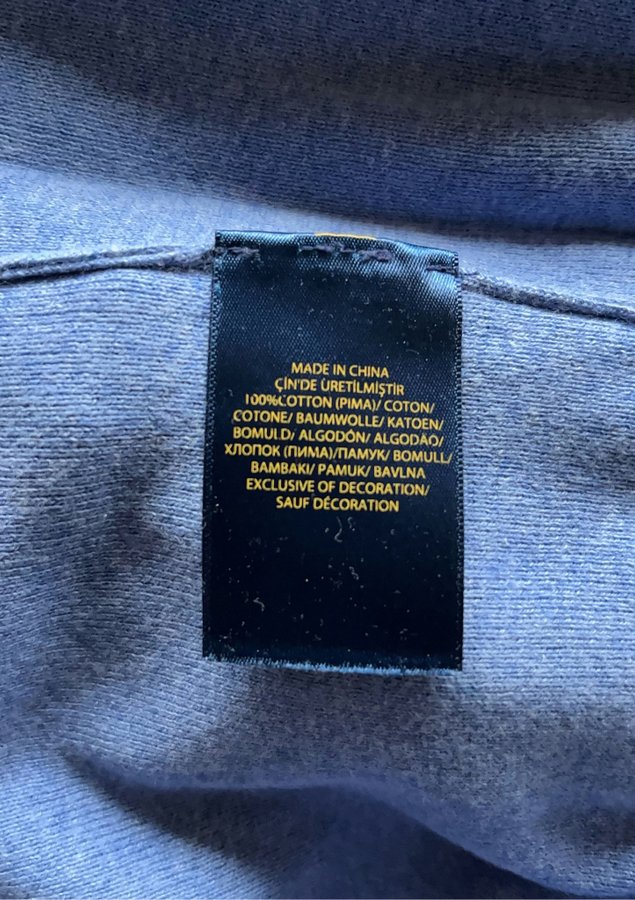 MADE IN CHINA
ÇİN'DE ÜRETİLMİŞTİR
100%COTTON (PIMA)/ COTON/
COTONE/ BAUMWOLLE/ KATOEN/
BOMULD/ ALGODÓN/ ALGODÃO/
ХЛОПОК (ПИМА)/ПАМУК/ BOMULL/
BAMBAKI/ PAMUK/ BAVLNA
EXCLUSIVE OF DECORATION/
SAUF DÉCORATION